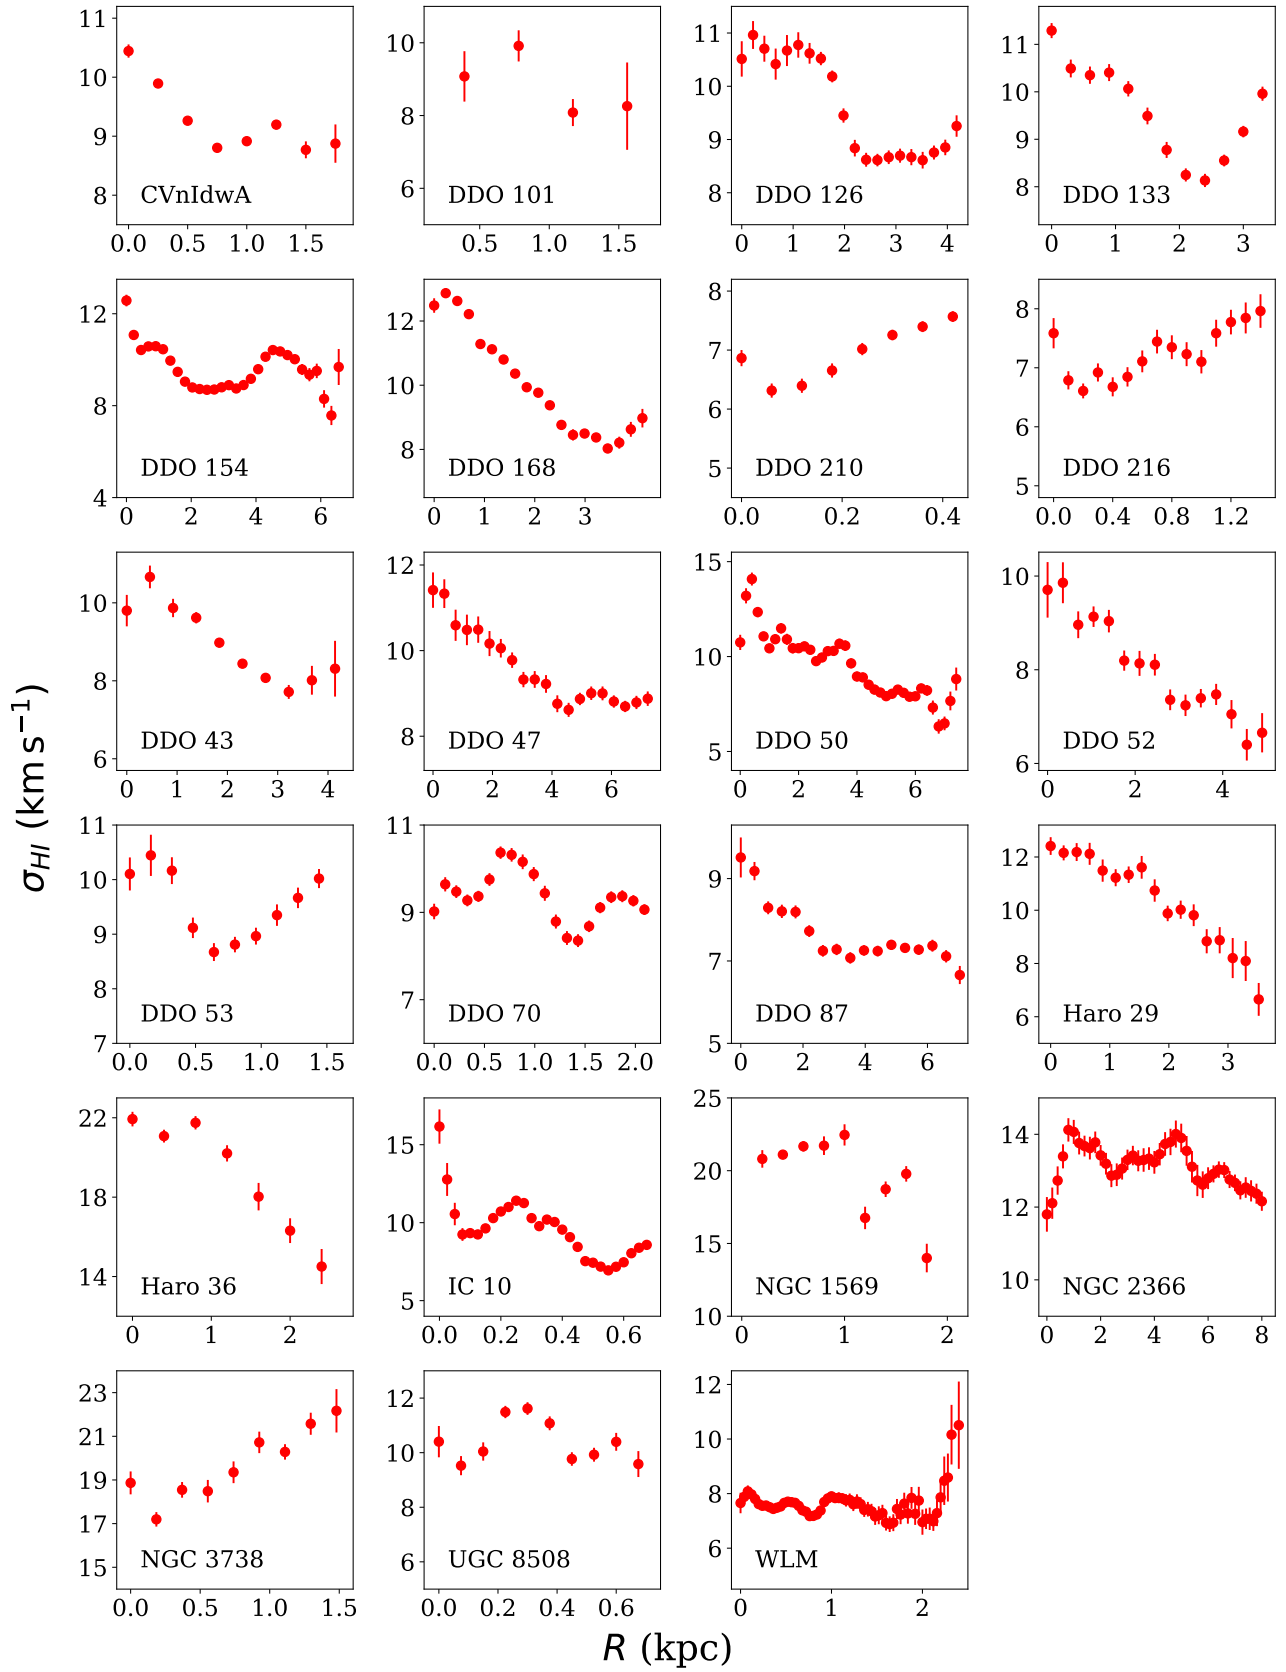 11
10
9
8
CVnIdwA
0.0 0.5 1.0 1.5
10
8
6
DDO 101
0.5 1.0 1.5
11
10
9
8
DDO 126
0 1 2 3 4
11
10
9
8
DDO 133
0 1 2 3
12
8
4
DDO 154
0 2 4 6
12
10
8
DDO 168
0 1 2 3
8
7
6
5
DDO 210
0.0 0.2 0.4
8
7
6
5
DDO 216
0.0 0.4 0.8 1.2
10
8
6
DDO 43
0 1 2 3 4
12
10
8
DDO 47
0 2 4 6
15
10
5
DDO 50
0 2 4 6
10
8
6
DDO 52
0 2 4
σHI (km s−1)
11
10
9
8
7
DDO 53
0.0 0.5 1.0 1.5
11
9
7
DDO 70
0.0 0.5 1.0 1.5 2.0
9
7
5
DDO 87
0 2 4 6
12
10
8
6
Haro 29
0 1 2 3
22
18
14
Haro 36
0 1 2
15
10
5
IC 10
0.0 0.2 0.4 0.6
25
20
15
10
NGC 1569
0 1 2
14
12
10
NGC 2366
0 2 4 6 8
23
21
19
17
15
NGC 3738
0.0 0.5 1.0 1.5
12
10
8
6
UGC 8508
0.0 0.2 0.4 0.6
12
10
8
6
WLM
0 1 2
R (kpc)